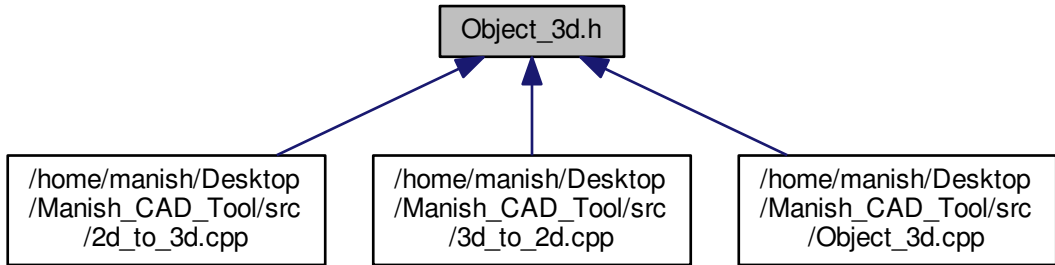 Object_3d.h
/home/manish/Desktop
/Manish_CAD_Tool/src
/2d_to_3d.cpp
/home/manish/Desktop
/Manish_CAD_Tool/src
/3d_to_2d.cpp
/home/manish/Desktop
/Manish_CAD_Tool/src
/Object_3d.cpp